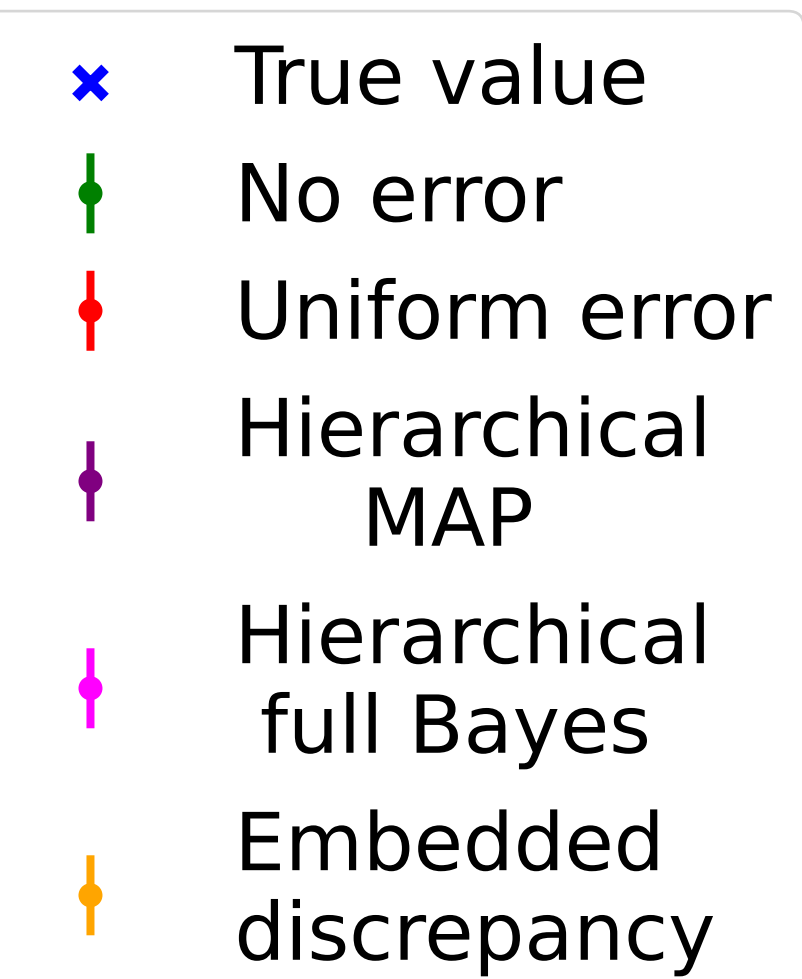 True value
No error
Uniform error
Hierarchical
MAP
Hierarchical
full Bayes
Embedded
discrepancy